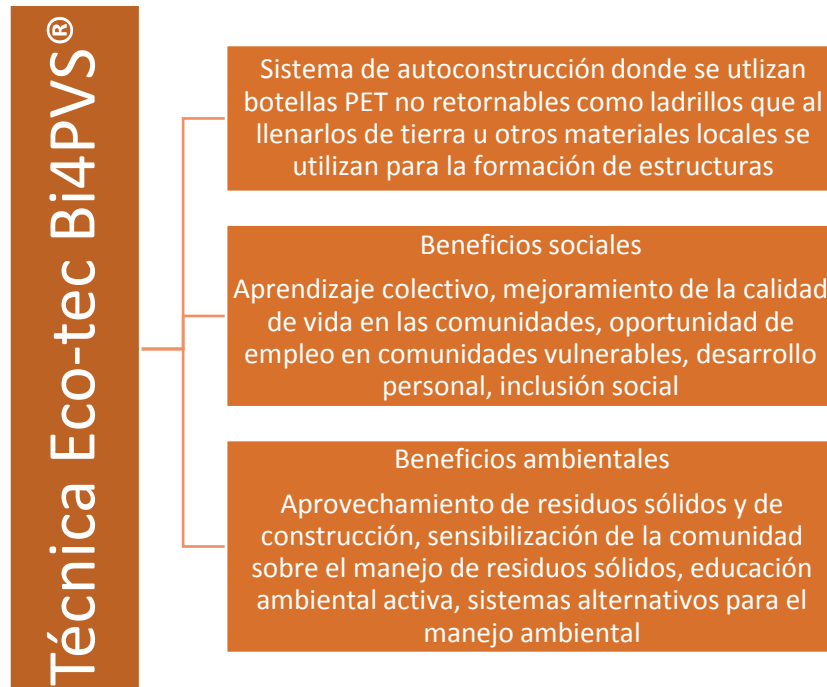 Técnica Eco-tec Bi4PVS®
Sistema de autoconstrucción donde se utlizan
botellas PET no retornables como ladrillos que al
llenarlos de tierra u otros materiales locales se
utilizan para la formación de estructuras
Beneficios sociales
Aprendizaje colectivo, mejoramiento de la calidad
de vida en las comunidades, oportunidad de
empleo en comunidades vulnerables, desarrollo
personal, inclusión social
Beneficios ambientales
Aprovechamiento de residuos sólidos y de
construcción, sensibilización de la comunidad
sobre el manejo de residuos sólidos, educación
ambiental activa, sistemas alternativos para el
manejo ambiental